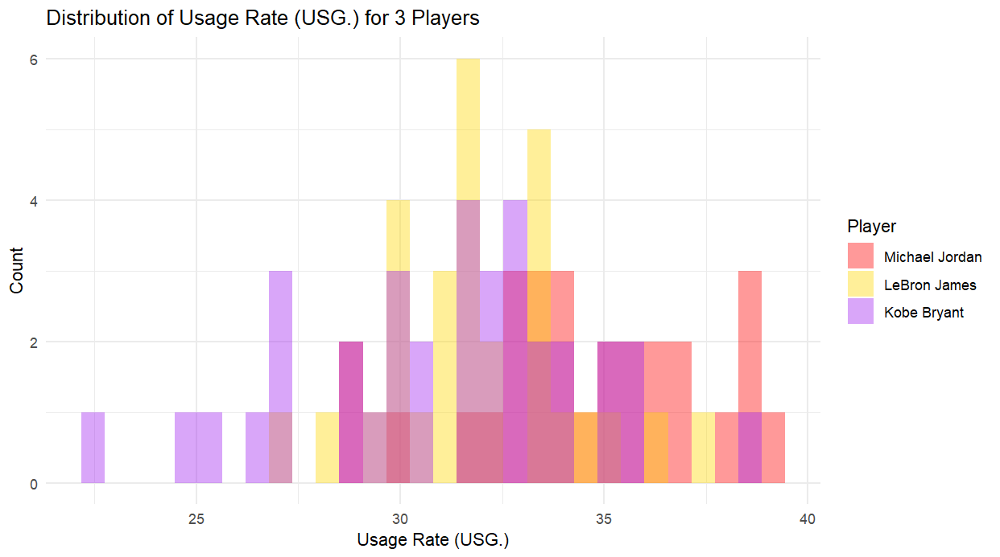 Distribution of Usage Rate (USG.) for 3 Players
6
4
2
0
Count
25
30
35
40
Usage Rate (USG.)
Player
Michael Jordan
LeBron James
Kobe Bryant